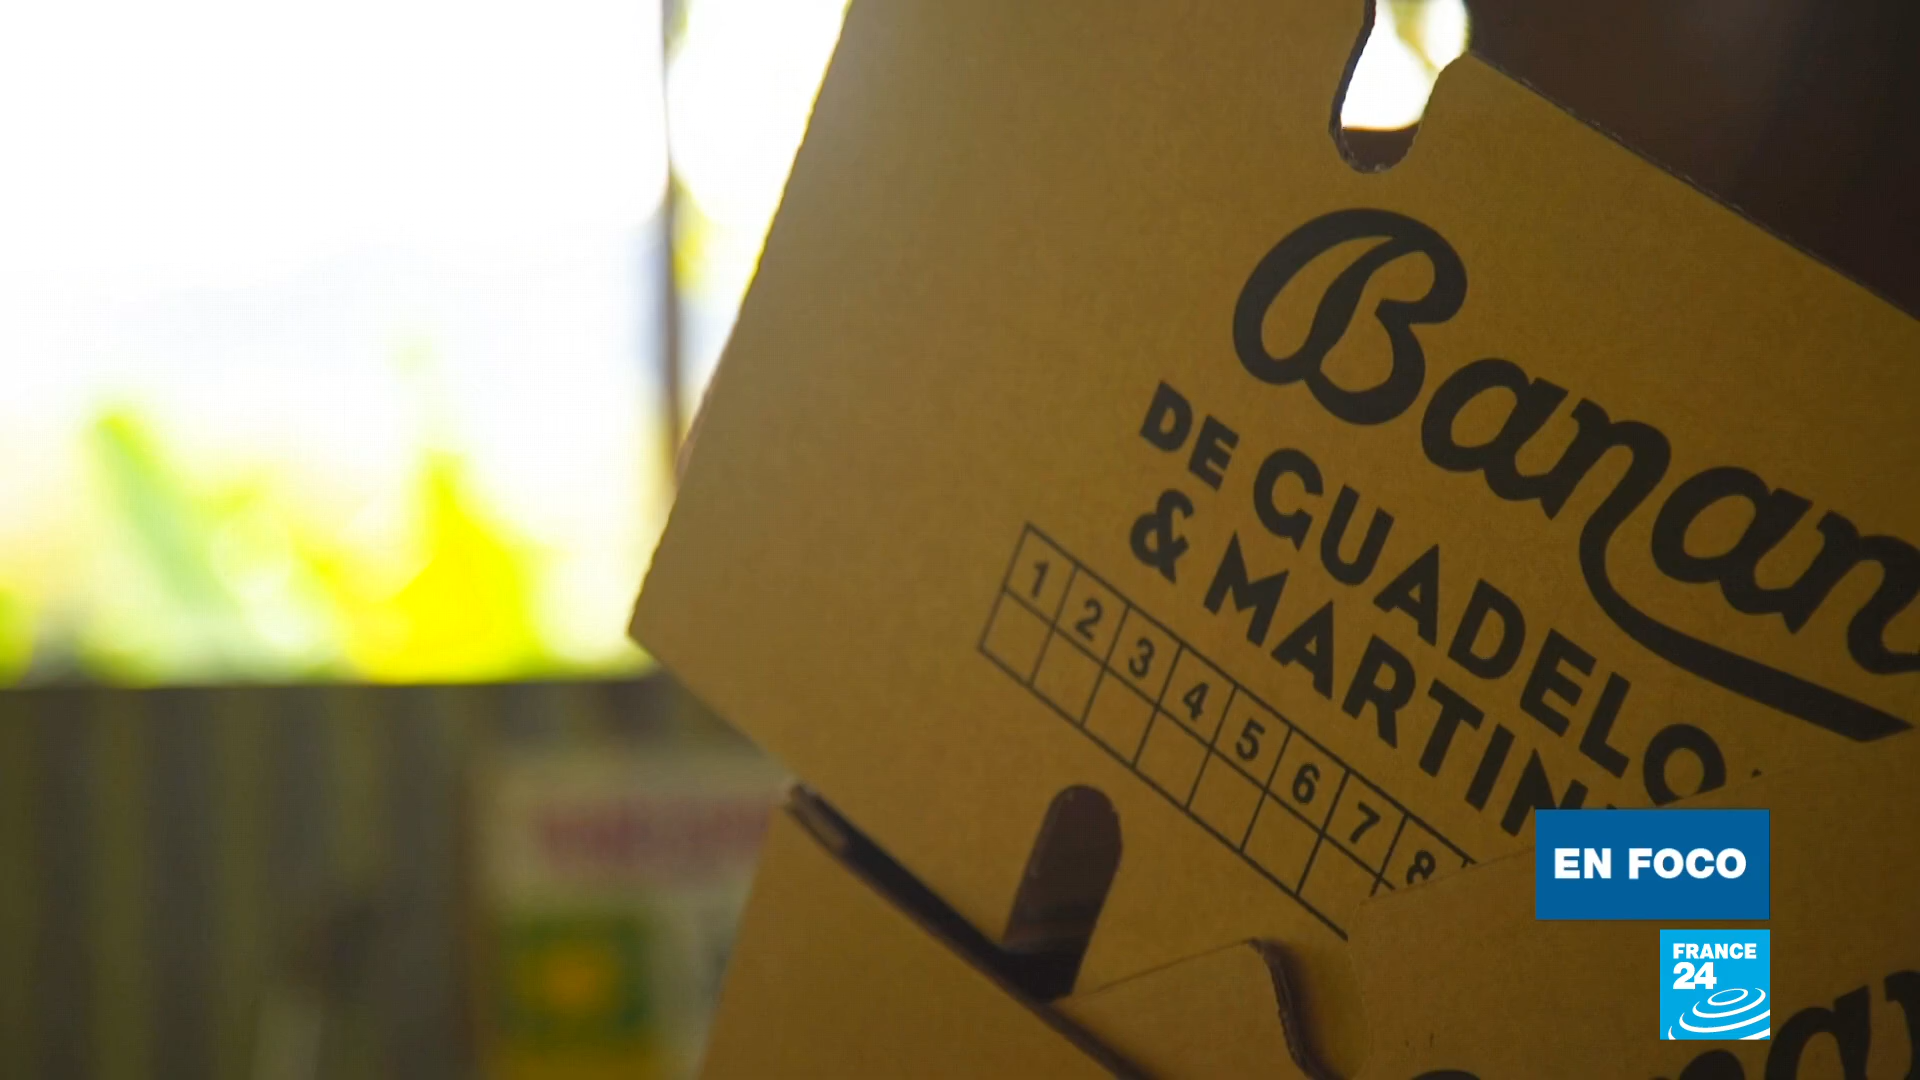 Banan
DE GUADELO
& MARTIN
1 2 3 4 5 6 7 8
EN FOCO
FRANCE
24